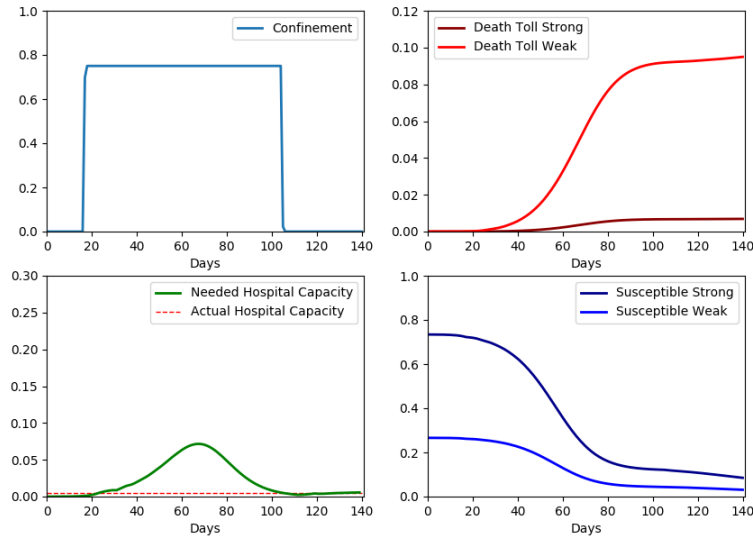 1.0
0.8
0.6
0.4
0.2
0.0
Confinement
0 20 40 60 80 100 120 140
Days
0.12
0.10
0.08
0.06
0.04
0.02
0.00
Death Toll Strong
Death Toll Weak
0 20 40 60 80 100 120 140
Days
0.30
0.25
0.20
0.15
0.10
0.05
0.00
Needed Hospital Capacity
Actual Hospital Capacity
0 20 40 60 80 100 120 140
Days
1.0
0.8
0.6
0.4
0.2
0.0
Susceptible Strong
Susceptible Weak
0 20 40 60 80 100 120 140
Days